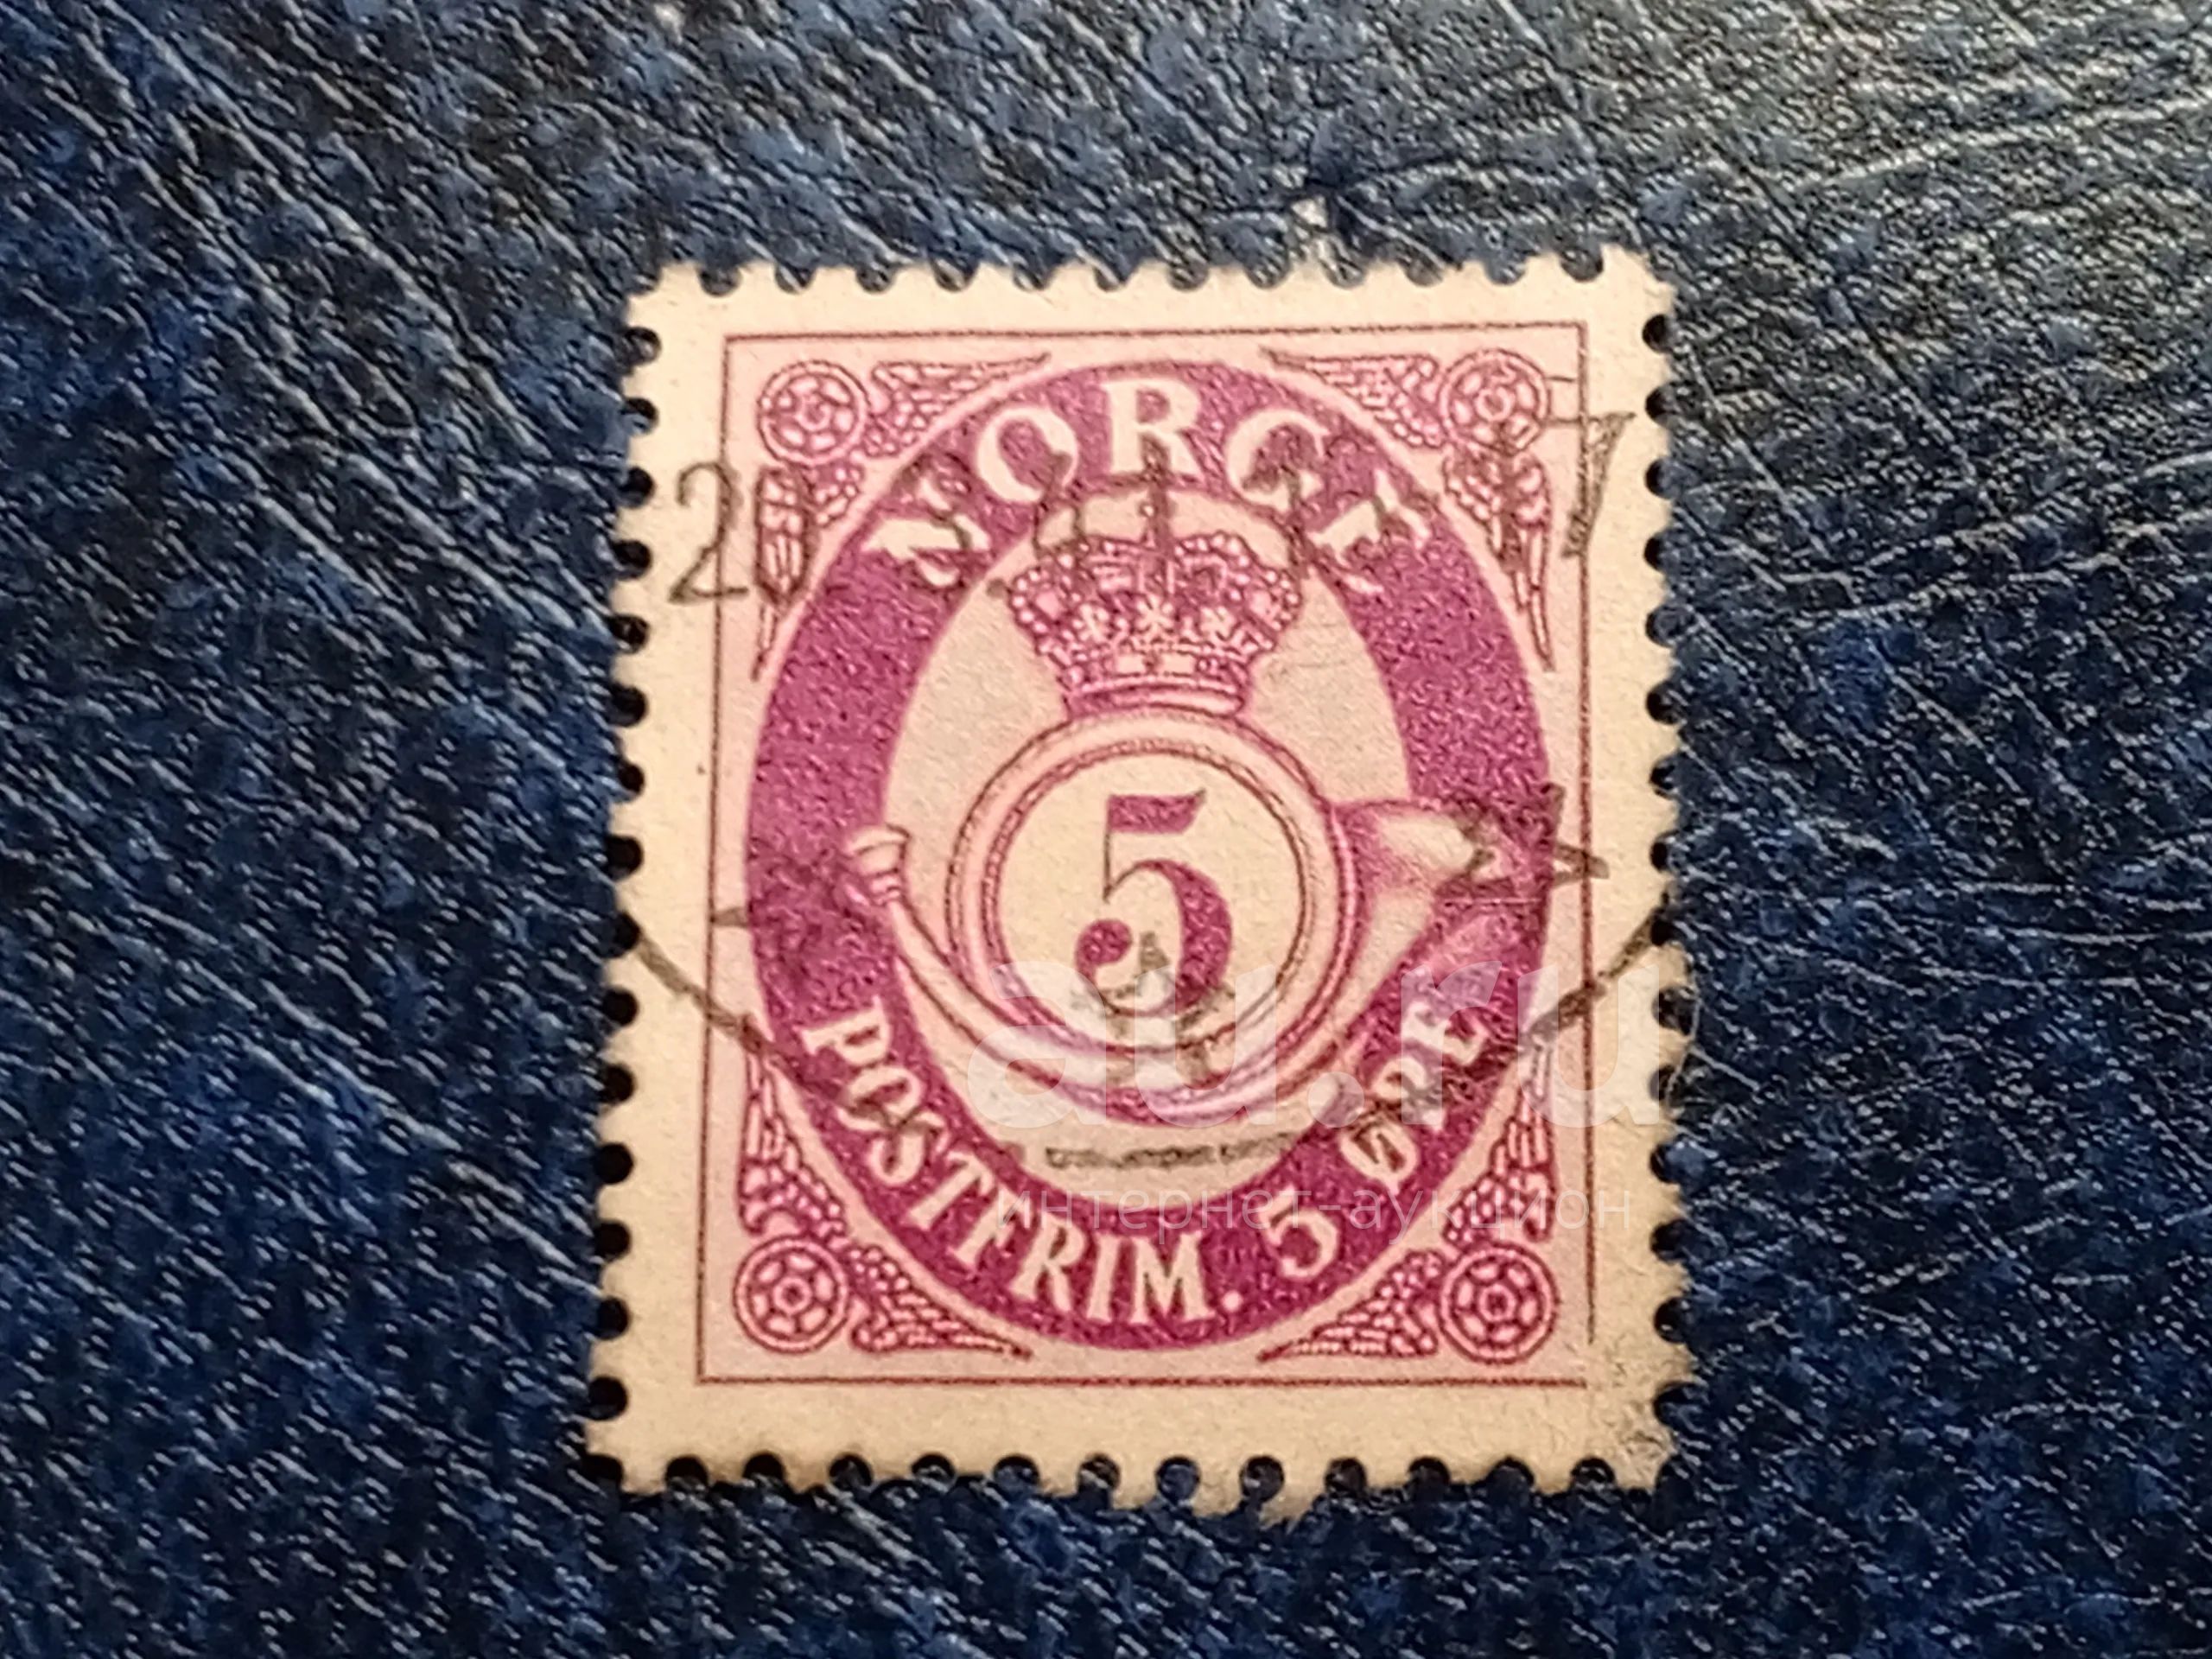 NORGE
5
POSTFRIM. 5 ØRE
au.ru
интернет-аукцион